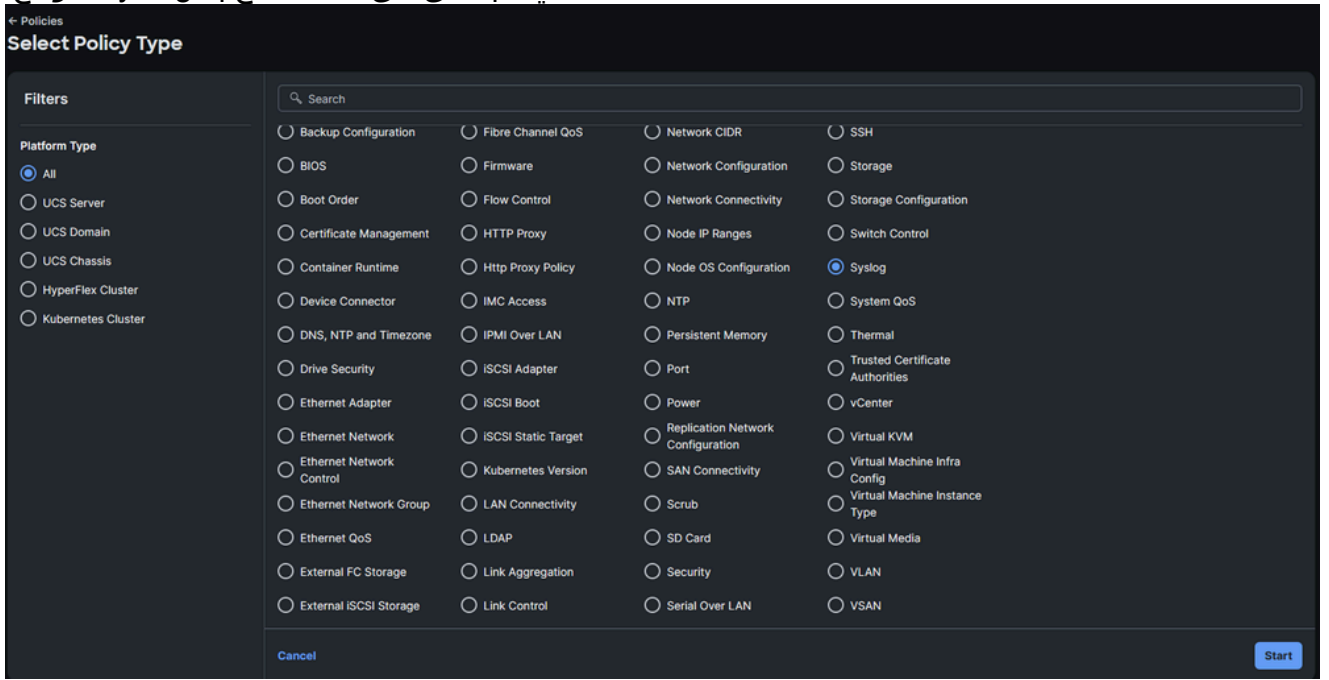 ← Policies
Select Policy Type
Filters
Search
Platform Type
All
UCS Server
UCS Domain
UCS Chassis
HyperFlex Cluster
Kubernetes Cluster
Backup Configuration
BIOS
Boot Order
Certificate Management
Container Runtime
Device Connector
DNS, NTP and Timezone
Drive Security
Ethernet Adapter
Ethernet Network
Ethernet Network
Control
Ethernet Network Group
Ethernet QoS
External FC Storage
External iSCSI Storage
Fibre Channel QoS
Firmware
Flow Control
HTTP Proxy
Http Proxy Policy
IMC Access
IPMI Over LAN
iSCSI Adapter
iSCSI Boot
iSCSI Static Target
Kubernetes Version
LAN Connectivity
LDAP
Link Aggregation
Link Control
Network CIDR
Network Configuration
Network Connectivity
Node IP Ranges
Node OS Configuration
NTP
Persistent Memory
Port
Power
Replication Network
Configuration
SAN Connectivity
Scrub
SD Card
Security
Serial Over LAN
SSH
Storage
Storage Configuration
Switch Control
Syslog
System QoS
Thermal
Trusted Certificate
Authorities
vCenter
Virtual KVM
Virtual Machine Infra
Config
Virtual Machine Instance
Type
Virtual Media
VLAN
VSAN
Cancel
Start